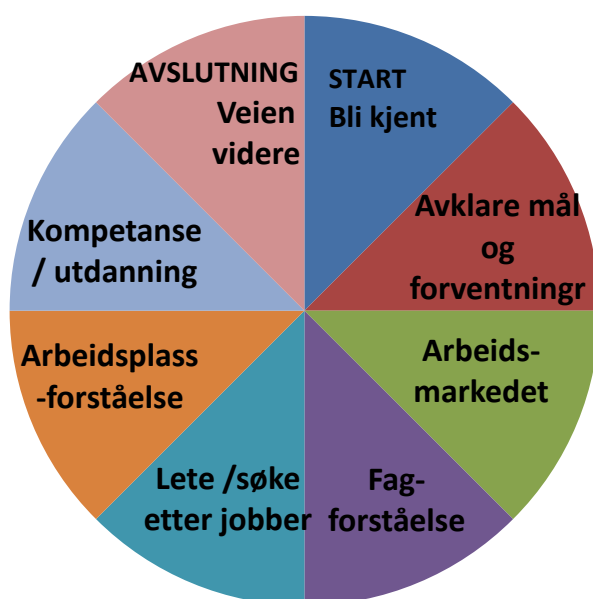 START
Bli kjent
Avklare mål
og
forventningr
Arbeids-
markedet
Fag-
forståelse
Lete /søke
etter jobber
Arbeidsplass
-forståelse
Kompetanse
/ utdanning
AVSLUTNING
Veien
videre